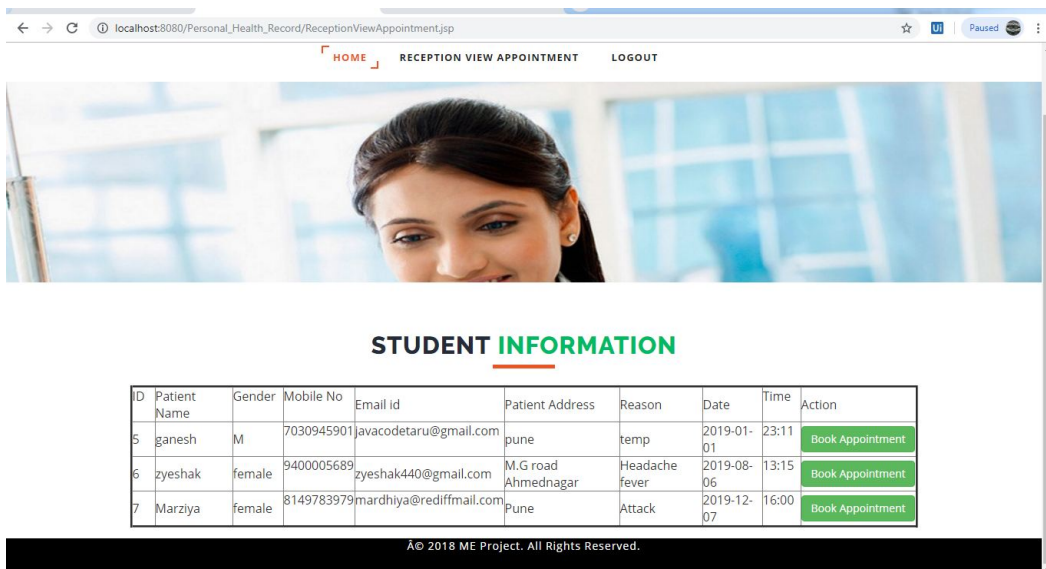 localhost:8080/Personal_Health_Record/ReceptionViewAppointment.jsp
Ui
Paused
HOME RECEPTION VIEW APPOINTMENT LOGOUT
STUDENT INFORMATION
ID Patient Name Gender Mobile No Email id Patient Address Reason Date Time Action
5 ganesh M 7030945901 javacodetaru@gmail.com pune temp 2019-01-01 23:11 Book Appointment
6 zyeshak female 9400005689 zyeshak440@gmail.com M.G road Ahmednagar Headache fever 2019-08-06 13:15 Book Appointment
7 Marziya female 8149783979 mardhiya@rediffmail.com Pune Attack 2019-12-07 16:00 Book Appointment
Â© 2018 ME Project. All Rights Reserved.